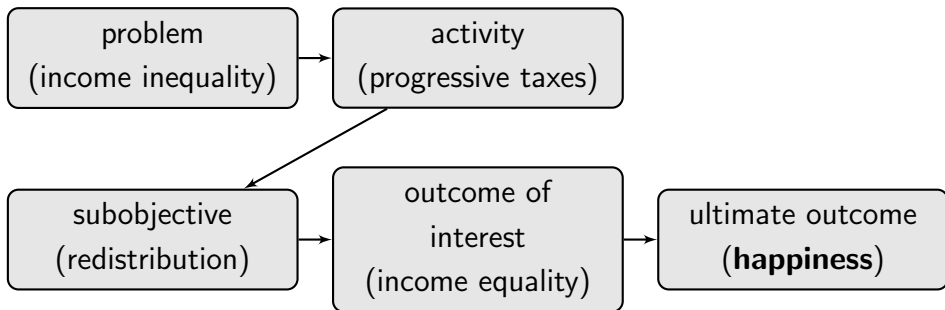 problem
(income inequality)
activity
(progressive taxes)
subobjective
(redistribution)
outcome of
interest
(income equality)
ultimate outcome
(happiness)